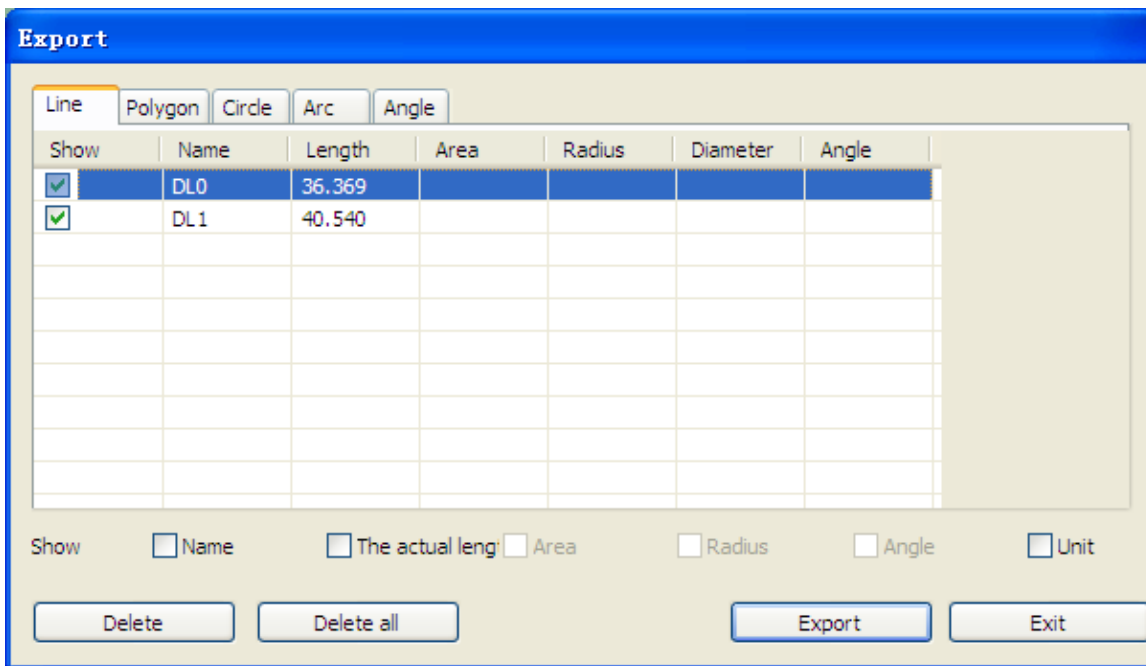 Export
Line Polygon Circle Arc Angle
Show Name Length Area Radius Diameter Angle
DL0 36.369
DL1 40.540
Show Name The actual leng Area Radius Angle Unit
Delete Delete all Export Exit